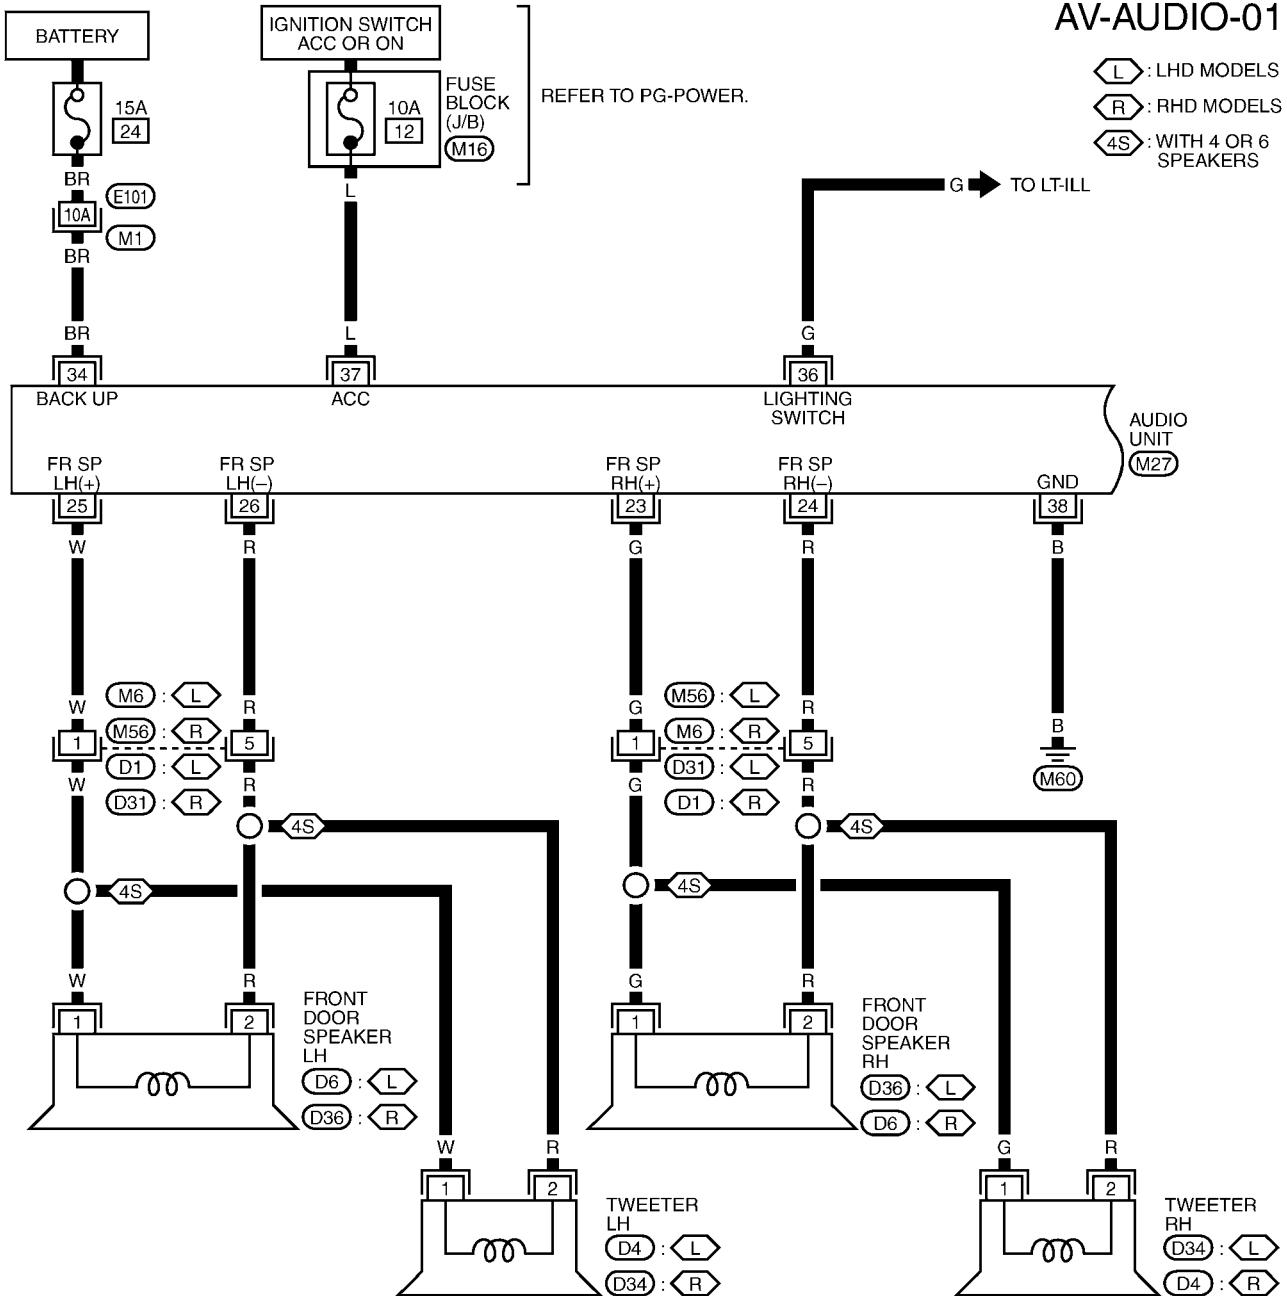 AV-AUDIO-01
BATTERY
IGNITION SWITCH
ACC OR ON
L : LHD MODELS
R : RHD MODELS
4S : WITH 4 OR 6
SPEAKERS
15A
24
10A
12
FUSE
BLOCK
(J/B)
M16
REFER TO PG-POWER.
BR
E101
10A
M1
BR
L
G
TO LT-ILL
BR
L
G
34
37
36
BACK UP
ACC
LIGHTING
SWITCH
AUDIO
UNIT
M27
FR SP
LH(+)
FR SP
LH(–)
FR SP
RH(+)
FR SP
RH(–)
GND
25
26
23
24
38
W
R
G
R
B
M6 : L
M56 : L
W
R
G
R
B
M56 : R
M6 : R
1
5
1
5
D1 : L
D31 : L
W
R
G
R
M60
D31 : R
D1 : R
4S
4S
4S
4S
W
R
G
R
1
2
1
2
FRONT
DOOR
SPEAKER
LH
D6 : L
D36 : R
FRONT
DOOR
SPEAKER
RH
D36 : L
D6 : R
W
R
G
R
1
2
1
2
TWEETER
LH
D4 : L
D34 : R
TWEETER
RH
D34 : L
D4 : R